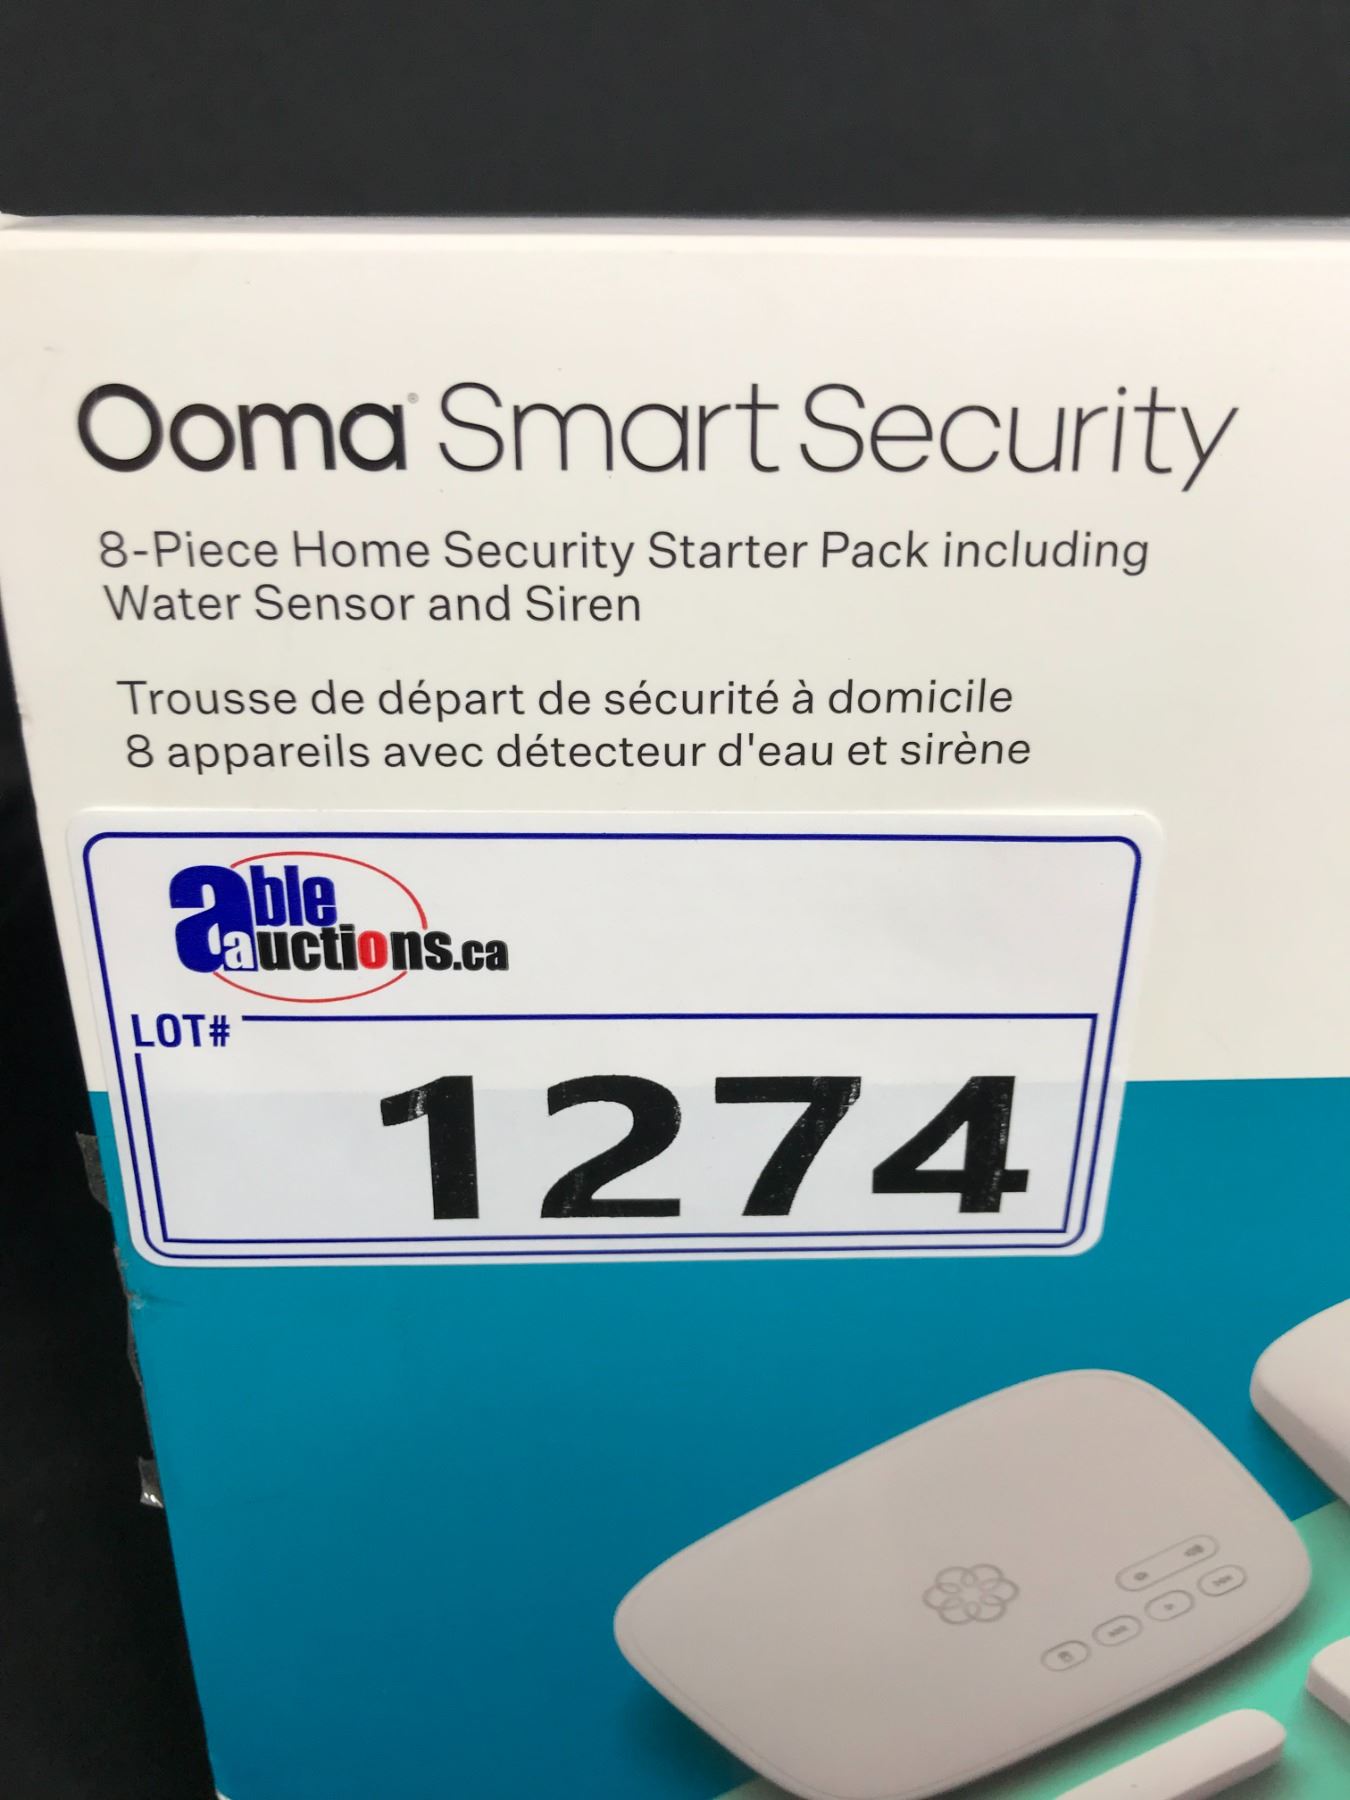 Ooma® Smart Security
8-Piece Home Security Starter Pack including
Water Sensor and Siren
Trousse de départ de sécurité à domicile
8 appareils avec détecteur d'eau et sirène
able
auctions.ca
LOT#
1274